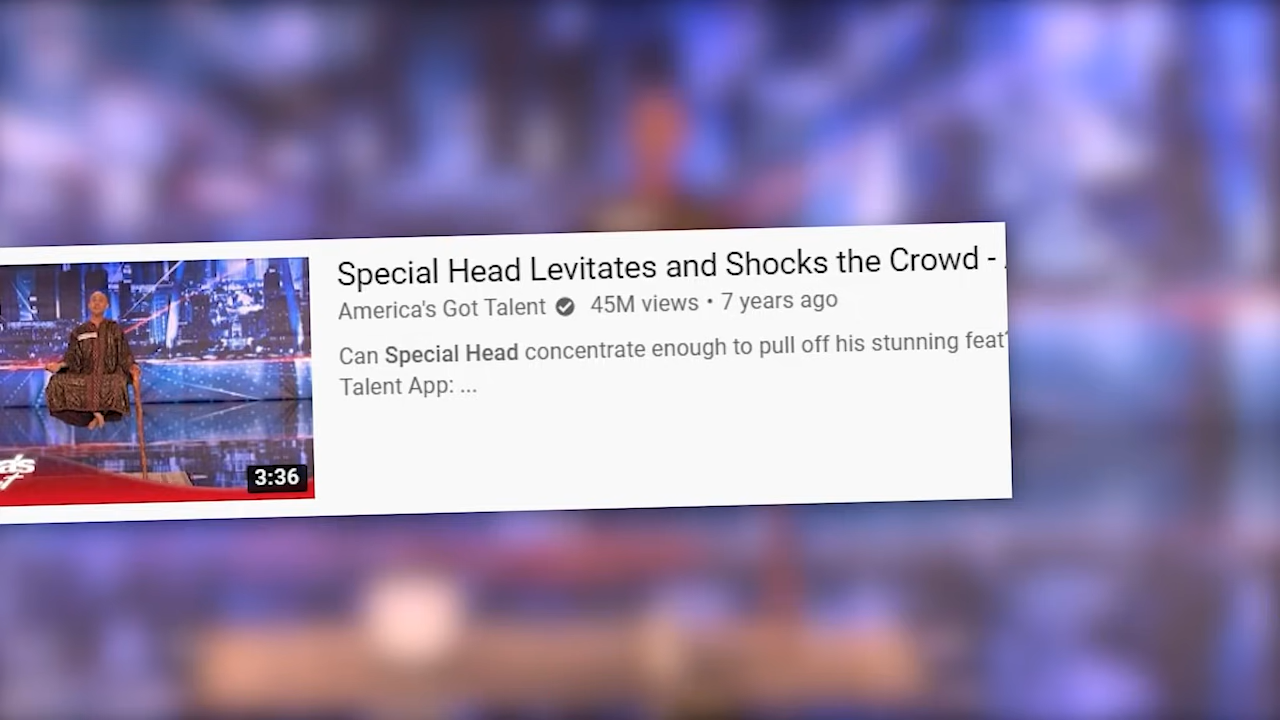 Special Head Levitates and Shocks the Crowd -
America's Got Talent 45M views • 7 years ago
Can Special Head concentrate enough to pull off his stunning feat?
Talent App: ...
3:36